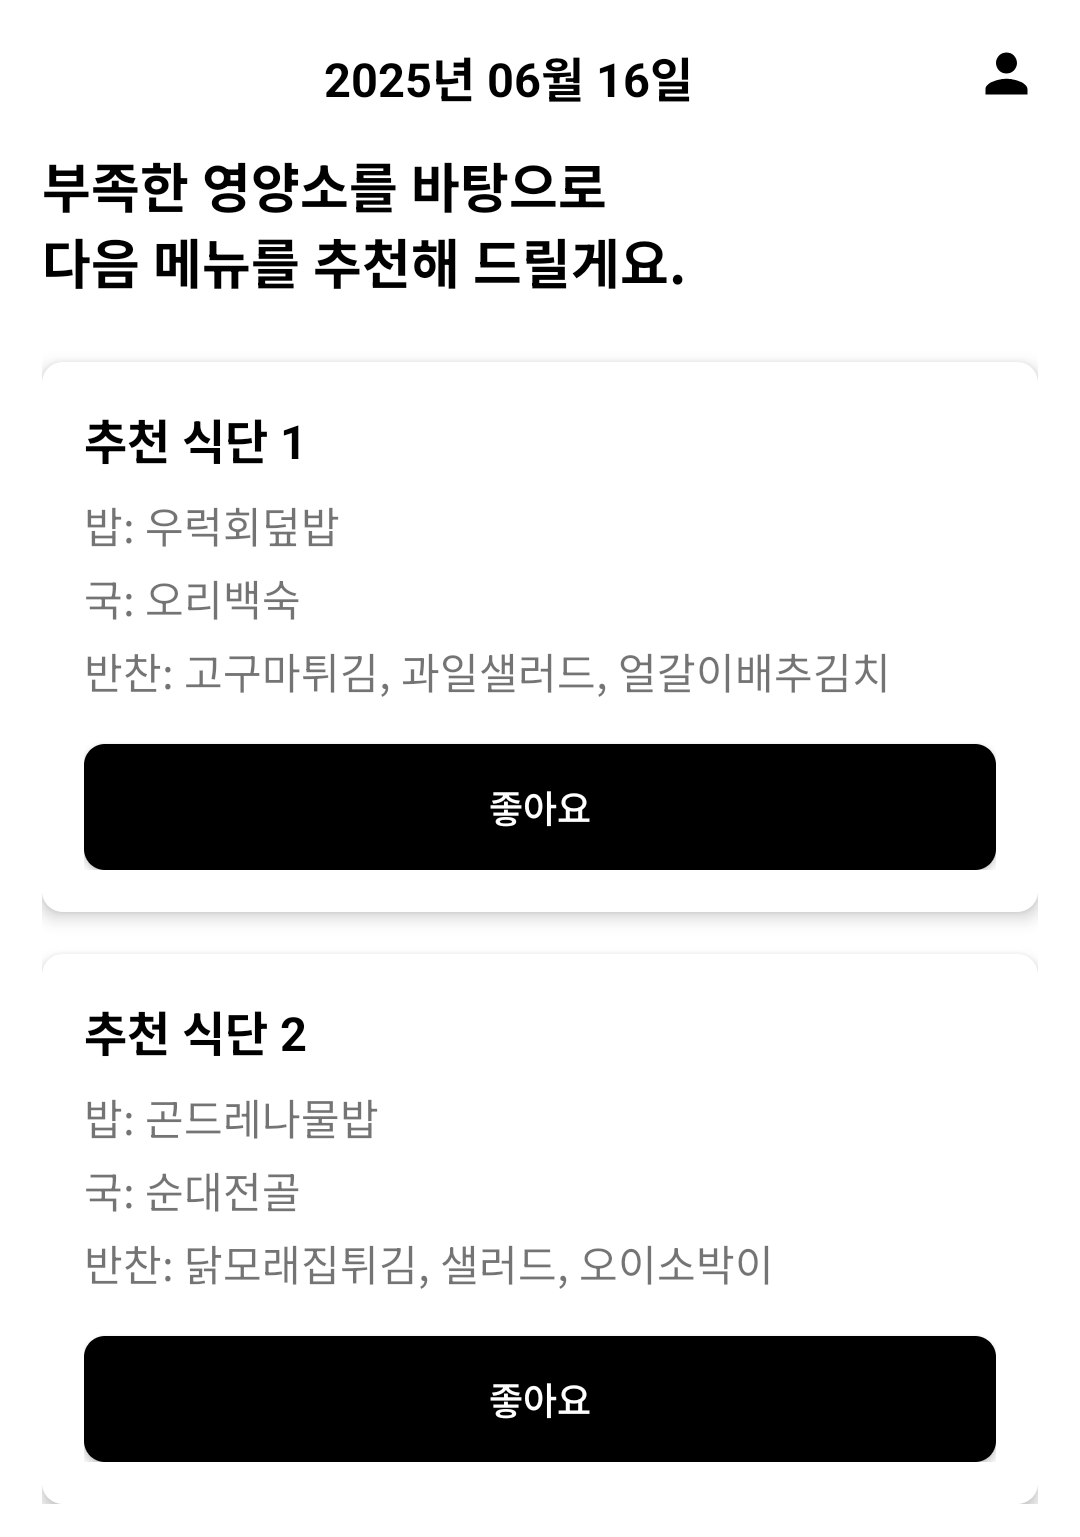 2025년 06월 16일
부족한 영양소를 바탕으로
다음 메뉴를 추천해 드릴게요.
추천 식단 1
밥: 우럭회덮밥
국: 오리백숙
반찬: 고구마튀김, 과일샐러드, 얼갈이배추김치
좋아요
추천 식단 2
밥: 곤드레나물밥
국: 순대전골
반찬: 닭모래집튀김, 샐러드, 오이소박이
좋아요